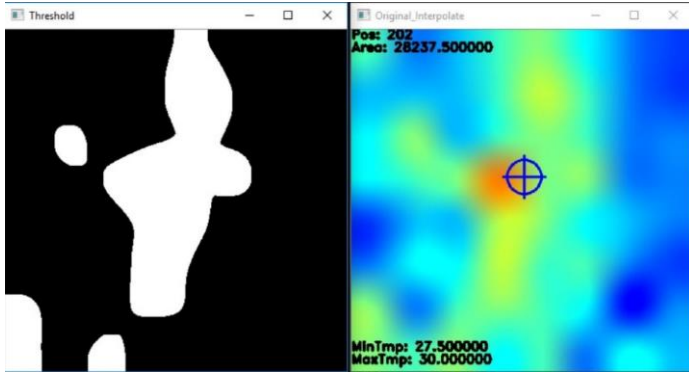 Threshold
Original_Interpolate
Pos: 202
Area: 28237.500000
MinTmp: 27.500000
MaxTmp: 30.000000